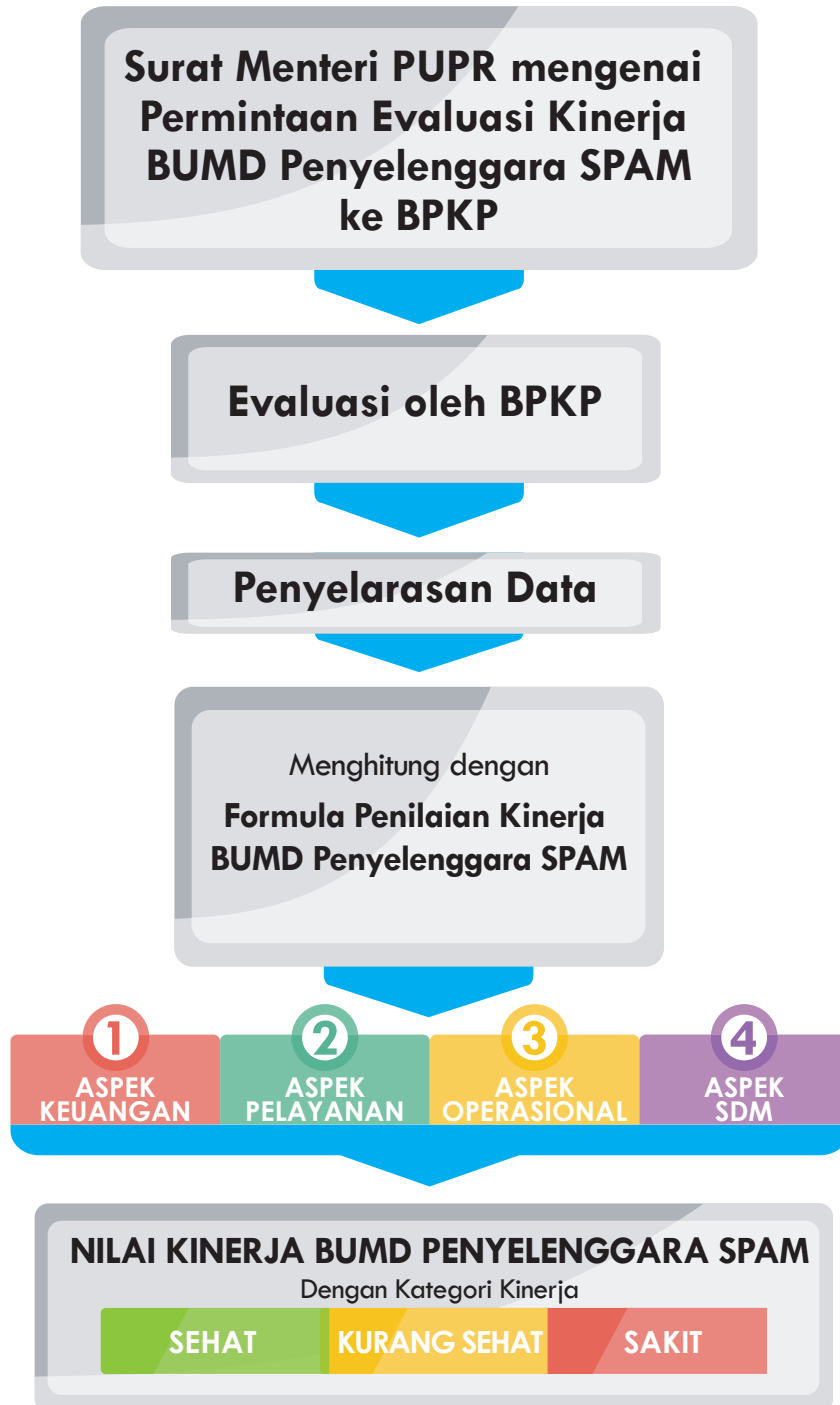 Surat Menteri PUPR mengenai
Permintaan Evaluasi Kinerja
BUMD Penyelenggara SPAM
ke BPKP
Evaluasi oleh BPKP
Penyelarasan Data
Menghitung dengan
Formula Penilaian Kinerja
BUMD Penyelenggara SPAM
1
ASPEK
KEUANGAN
2
ASPEK
PELAYANAN
3
ASPEK
OPERASIONAL
4
ASPEK
SDM
NILAI KINERJA BUMD PENYELENGGARA SPAM
Dengan Kategori Kinerja
SEHAT
KURANG SEHAT
SAKIT